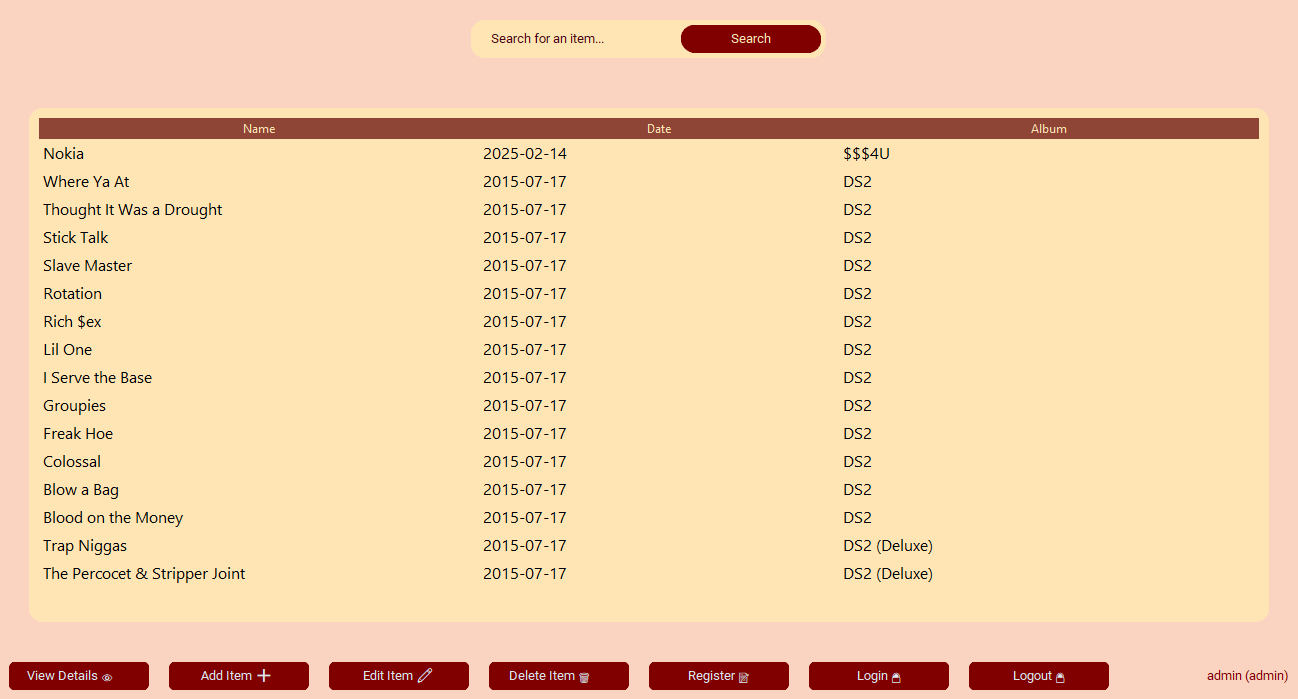 Search for an item... Search
Name Date Album
Nokia 2025-02-14 $$$4U
Where Ya At 2015-07-17 DS2
Thought It Was a Drought 2015-07-17 DS2
Stick Talk 2015-07-17 DS2
Slave Master 2015-07-17 DS2
Rotation 2015-07-17 DS2
Rich $ex 2015-07-17 DS2
Lil One 2015-07-17 DS2
I Serve the Base 2015-07-17 DS2
Groupies 2015-07-17 DS2
Freak Hoe 2015-07-17 DS2
Colossal 2015-07-17 DS2
Blow a Bag 2015-07-17 DS2
Blood on the Money 2015-07-17 DS2
Trap Niggas 2015-07-17 DS2 (Deluxe)
The Percocet & Stripper Joint 2015-07-17 DS2 (Deluxe)
View Details Add Item Edit Item Delete Item Register Login Logout admin (admin)